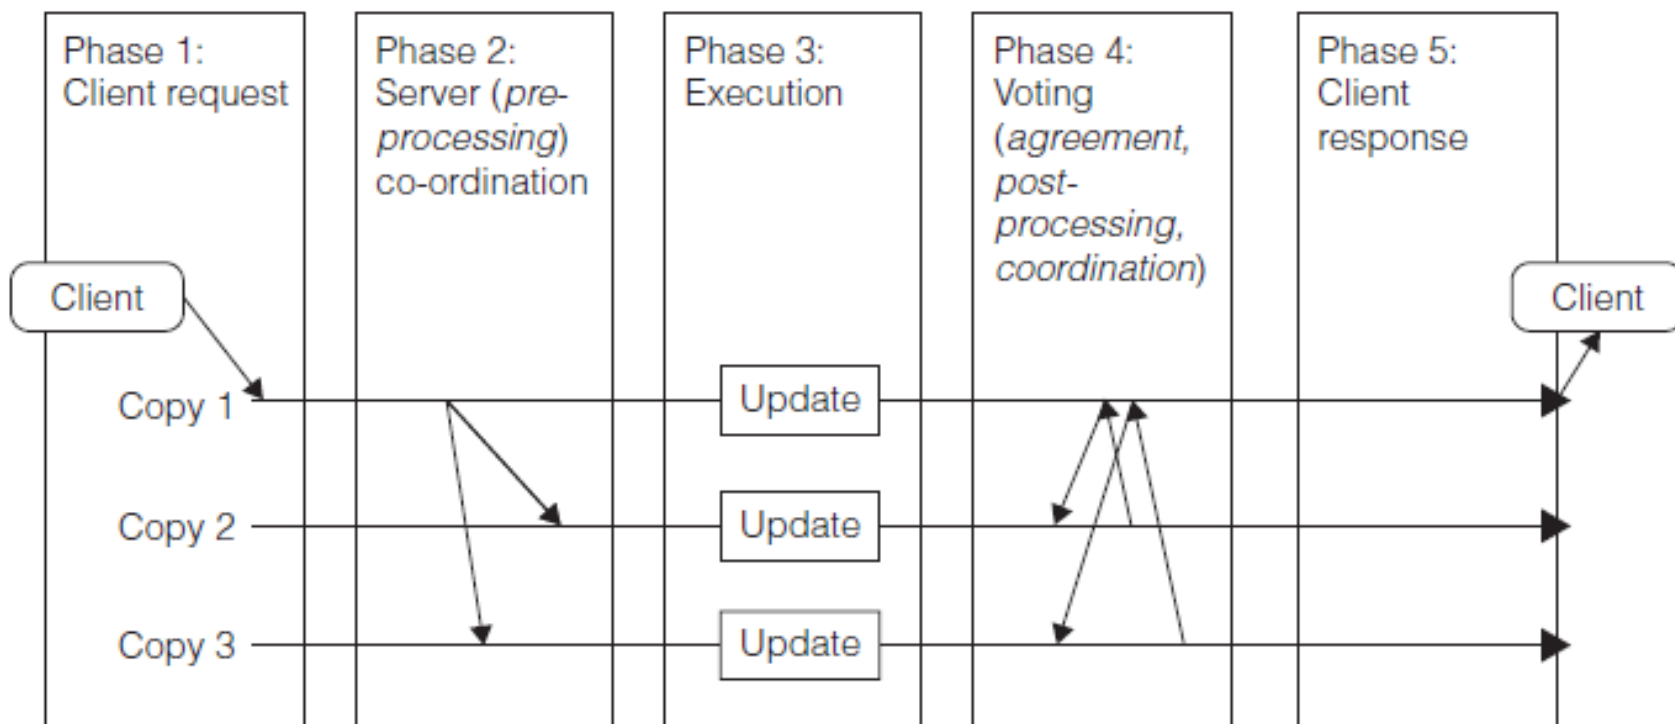 Phase 1:
Client request
Phase 2:
Server (pre-
processing)
co-ordination
Phase 3:
Execution
Phase 4:
Voting
(agreement,
post-
processing,
coordination)
Phase 5:
Client
response
Client
Client
Copy 1
Update
Copy 2
Update
Copy 3
Update